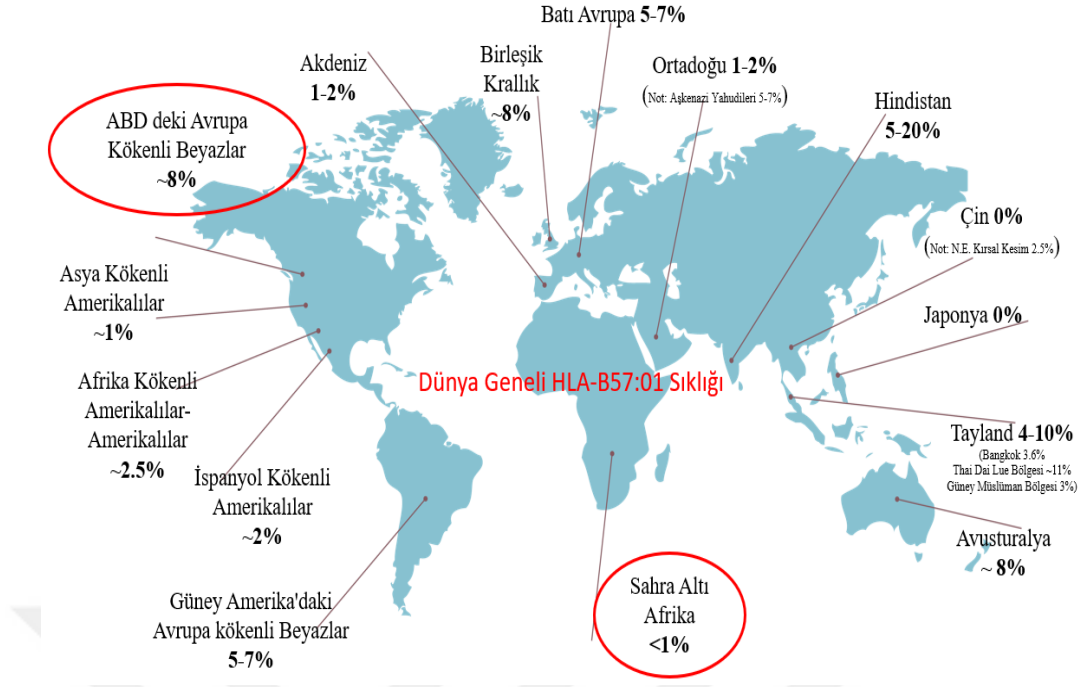 Batı Avrupa 5-7%
Akdeniz
1-2%
Birleşik
Krallık
~8%
Ortadoğu 1-2%
(Not: Aşkenazi Yahudileri 5-7%)
Hindistan
5-20%
ABD deki Avrupa
Kökenli Beyazlar
~8%
Çin 0%
(Not: N.E. Kırsal Kesim 2.5%)
Asya Kökenli
Amerikalılar
~1%
Japonya 0%
Afrika Kökenli
Amerikalılar-
Amerikalılar
~2.5%
Dünya Geneli HLA-B57:01 Sıklığı
Tayland 4-10%
(Bangkok 3.6%
Thai Dai Lue Bölgesi ~11%
Güney Müslüman Bölgesi 3%)
İspanyol Kökenli
Amerikalılar
~2%
Avusturalya
~ 8%
Güney Amerika'daki
Avrupa kökenli Beyazlar
5-7%
Sahra Altı
Afrika
<1%